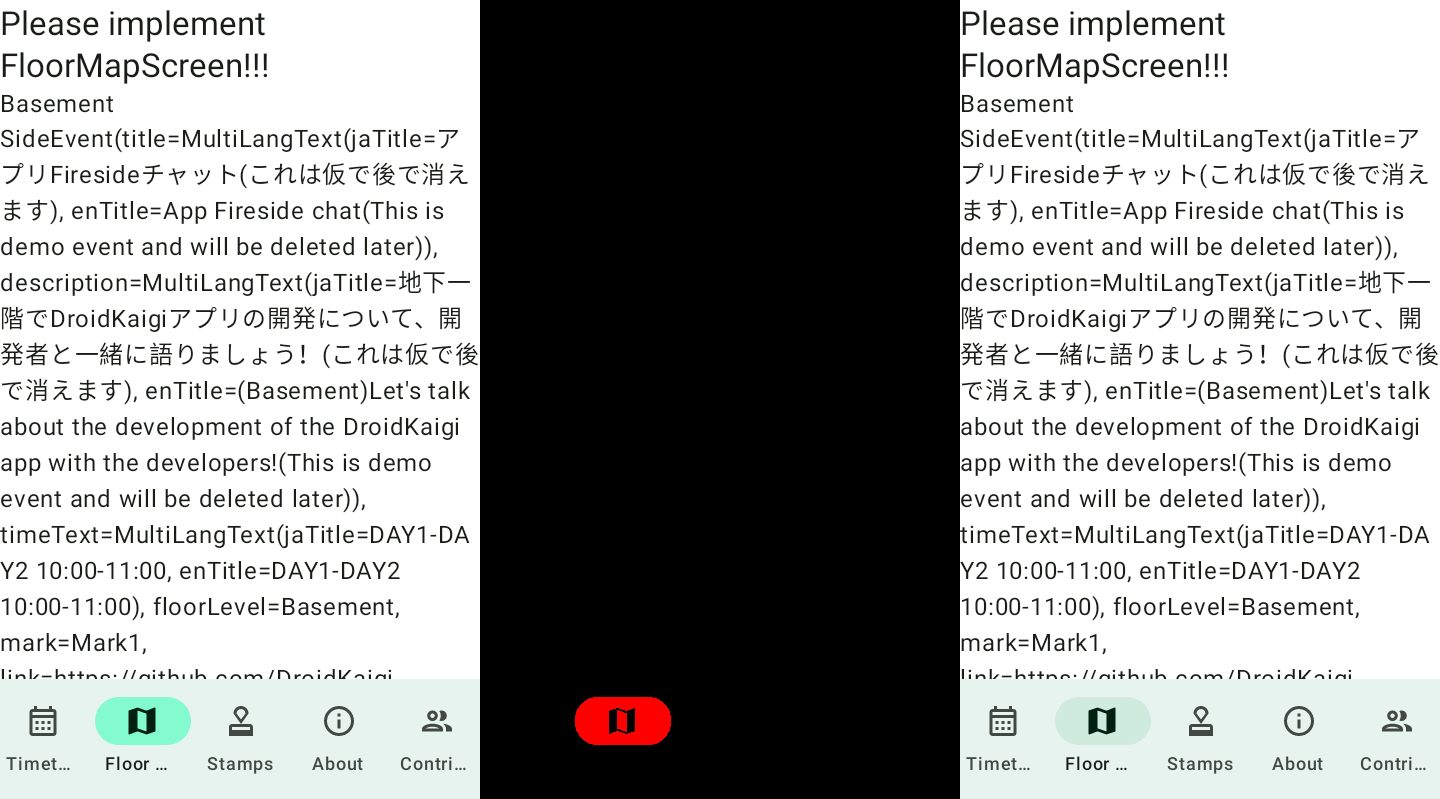 Please implement
FloorMapScreen!!!
Basement
SideEvent(title=MultiLangText(jaTitle=ア
プリFiresideチャット(これは仮で後で消え
ます), enTitle=App Fireside chat(This is
demo event and will be deleted later)),
description=MultiLangText(jaTitle=地下一
階でDroidKaigiアプリの開発について、開
発者と一緒に語りましょう！(これは仮で後
で消えます), enTitle=(Basement)Let's talk
about the development of the DroidKaigi
app with the developers!(This is demo
event and will be deleted later)),
timeText=MultiLangText(jaTitle=DAY1-DA
Y2 10:00-11:00, enTitle=DAY1-DAY2
10:00-11:00), floorLevel=Basement,
mark=Mark1,
link=https://github.com/DroidKaigi
Timet… Floor … Stamps About Contri…
Please implement
FloorMapScreen!!!
Basement
SideEvent(title=MultiLangText(jaTitle=ア
プリFiresideチャット(これは仮で後で消え
ます), enTitle=App Fireside chat(This is
demo event and will be deleted later)),
description=MultiLangText(jaTitle=地下一
階でDroidKaigiアプリの開発について、開
発者と一緒に語りましょう！(これは仮で後
で消えます), enTitle=(Basement)Let's talk
about the development of the DroidKaigi
app with the developers!(This is demo
event and will be deleted later)),
timeText=MultiLangText(jaTitle=DAY1-DA
Y2 10:00-11:00, enTitle=DAY1-DAY2
10:00-11:00), floorLevel=Basement,
mark=Mark1,
link=https://github.com/DroidKaigi
Timet… Floor … Stamps About Contri…